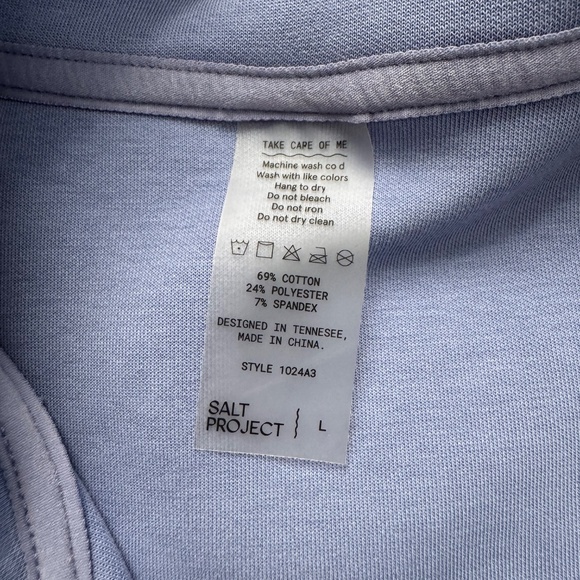 TAKE CARE OF ME
Machine wash co d
Wash with like colors
Hang to dry
Do not bleach
Do not iron
Do not dry clean
69% COTTON
24% POLYESTER
7% SPANDEX
DESIGNED IN TENNESEE,
MADE IN CHINA.
STYLE 1024A3
SALT
PROJECT L